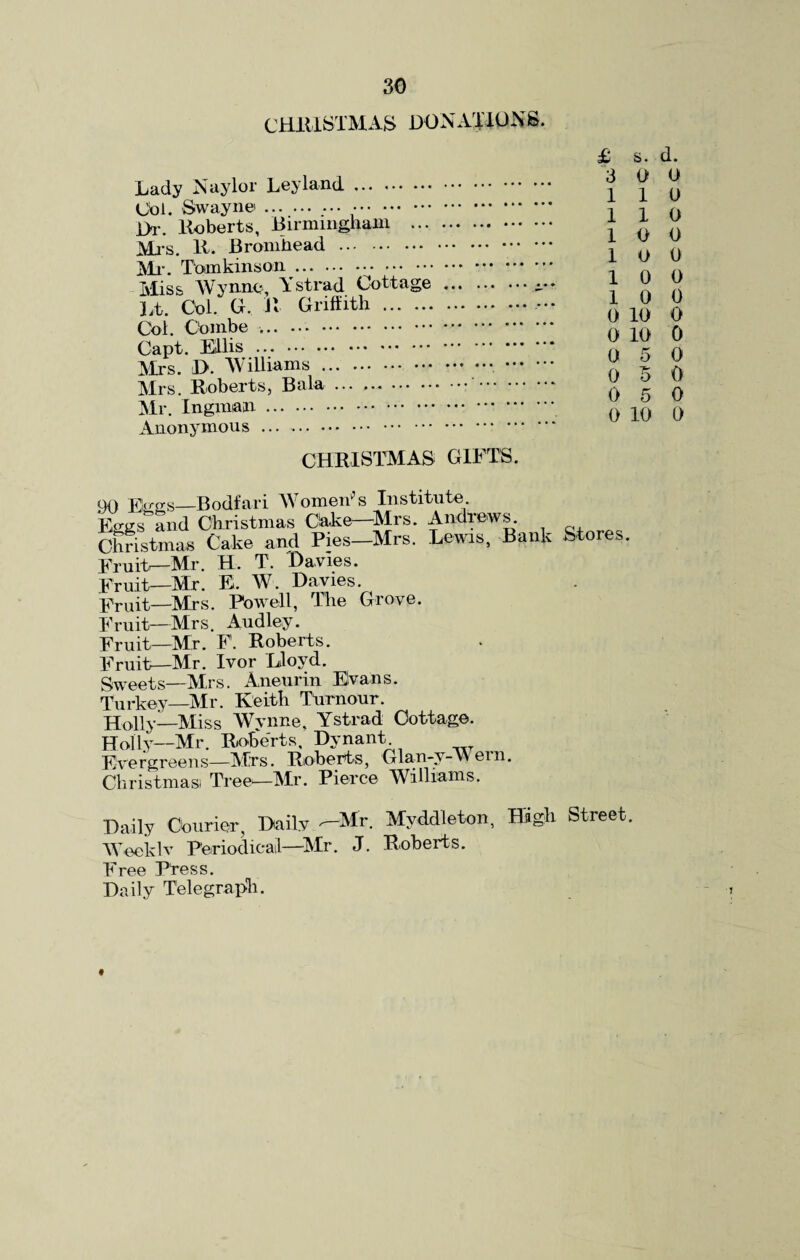 30
CHRISTMAS DONATIONS.
£ s. d.
Lady Naylor Leyland ... ... ... ... ... ... ... 3 0 0
Col. Swayne ... ... ... ... ... ... ... ... ... 1 1 0
Dr. Roberts, Birmingham ... ... ... ... ... ... 1 1 0
Mrs. R. Bromhead ... ... ... ... ... ... ... ... 1 0 0
Mr. Tomkinson ... ... ... ... ... ... ... ... ... 1 0 0
Miss Wynne, Ystrad Cottage ... ... ... ... 1 0 0
Lt. Col. G. R. Griffith ... ... ... ... ... ... 1 0 0
Col. Combe ... ... ... ... ... ... ... ... ... ... 0 10 0
Capt. Ellis ... ... ... ... ... ... ... ... ... ... 0 10 0
Mrs. D. Williams ... ... ... ... ... ... ... ... 0 5 0
Mrs. Roberts, Bala ... ... ... ... ... ... ... ... 0 5 0
Mr. Ingman ... ... ... ... ... ... ... ... ... ... 0 5 0
Anonymous ... ... ... ... ... ... ... ... ... ... 0 10 0
CHRISTMAS GIFTS.
90 Eggs—Bodfari Women's Institute.
Eggs and Christmas Cake—Mrs. Andrews.
Christmas Cake and Pies—Mrs. Lewis, Bank Stores.
Fruit—Mr. H. T. Davies.
Fruit—Mr. E. W. Davies.
Fruit—Mrs. Powell, The Grove.
Fruit—Mrs. Audley.
Fruit—Mr. F. Roberts.
Fruit—Mr. Ivor Lloyd.
Sweets—Mrs. Aneurin Evans.
Turkey—Mr. Keith Turnour.
Holly—Miss Wynne, Ystrad Cottage.
Holly—Mr. Roberts, Dynant.
Evergreens—Mrs. Roberts, Glan-y-Wern.
Christmas Tree—Mr. Pierce Williams.
Daily Courier, Daily —Mr. Myddleton, High Street.
Weekly Periodical—Mr. J. Roberts.
Free Press.
Daily Telegraph.